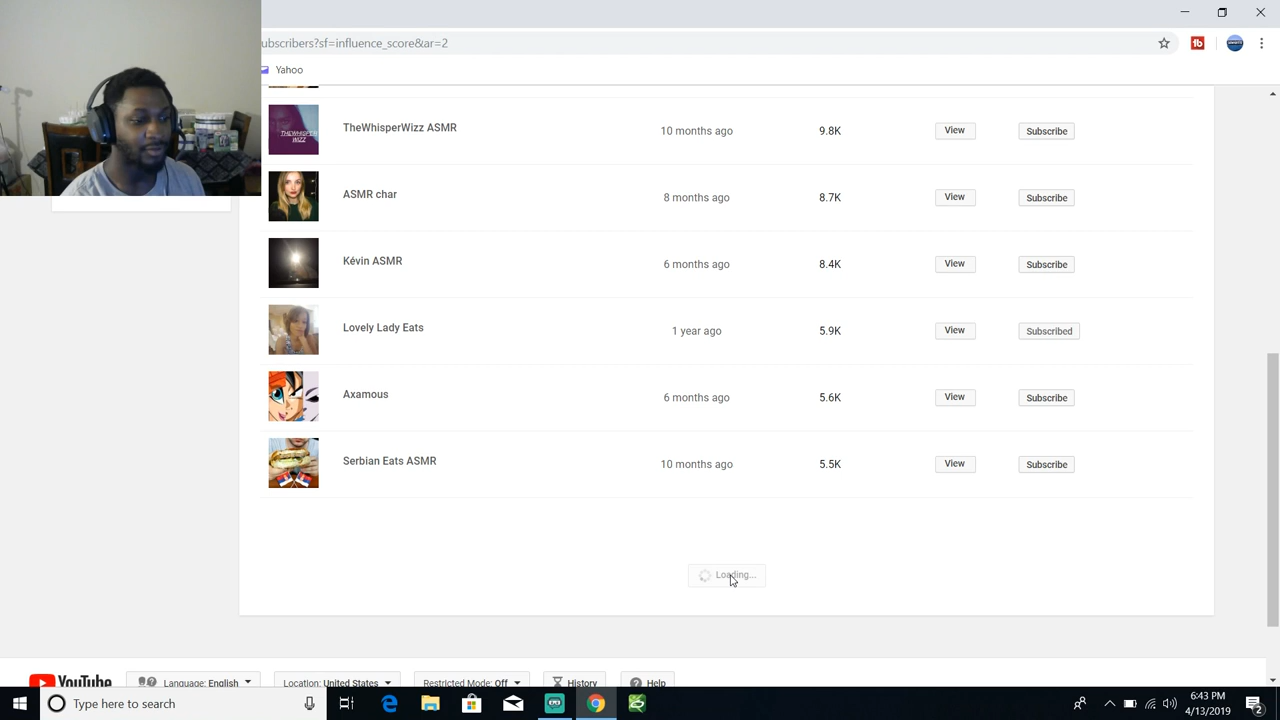 ubscribers?sf=influence_score&ar=2
Yahoo
THEWHISPER
WIZZ
TheWhisperWizz ASMR 10 months ago 9.8K View Subscribe
ASMR char 8 months ago 8.7K View Subscribe
Kévin ASMR 6 months ago 8.4K View Subscribe
Lovely Lady Eats 1 year ago 5.9K View Subscribed
Axamous 6 months ago 5.6K View Subscribe
Serbian Eats ASMR 10 months ago 5.5K View Subscribe
Loading...
YouTube Language: English Location: United States Restricted Mode: Off History Help
Type here to search
6:43 PM
4/13/2019
2